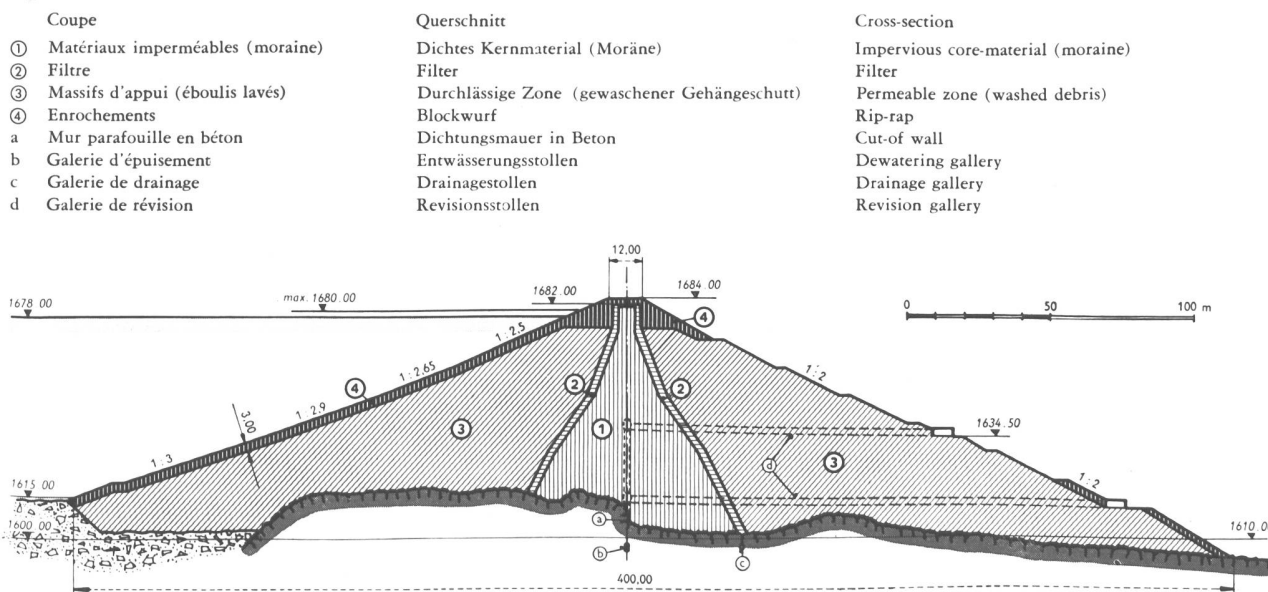 Coupe Querschnitt Cross-section
① Matériaux imperméables (moraine) Dichtes Kernmaterial (Moräne) Impervious core-material (moraine)
② Filtre Filter Filter
③ Massifs d'appui (éboulis lavés) Durchlässige Zone (gewaschener Gehängeschutt) Permeable zone (washed debris)
④ Enrochements Blockwurf Rip-rap
a Mur parafouille en béton Dichtungsmauer in Beton Cut-of wall
b Galerie d'épuisement Entwässerungsstollen Dewatering gallery
c Galerie de drainage Drainagestollen Drainage gallery
d Galerie de révision Revisionsstollen Revision gallery
12,00
1678 00 max. 1680.00 1682.00 1684.00 0 50 100 m
④
1:2,5
1:2
1:2,65
④ ② ②
1:2,9
3,00
1634.50
③ ①
1:3
d ③
1:2
1615 00
a
1600 00 1610.0
b c
400,00